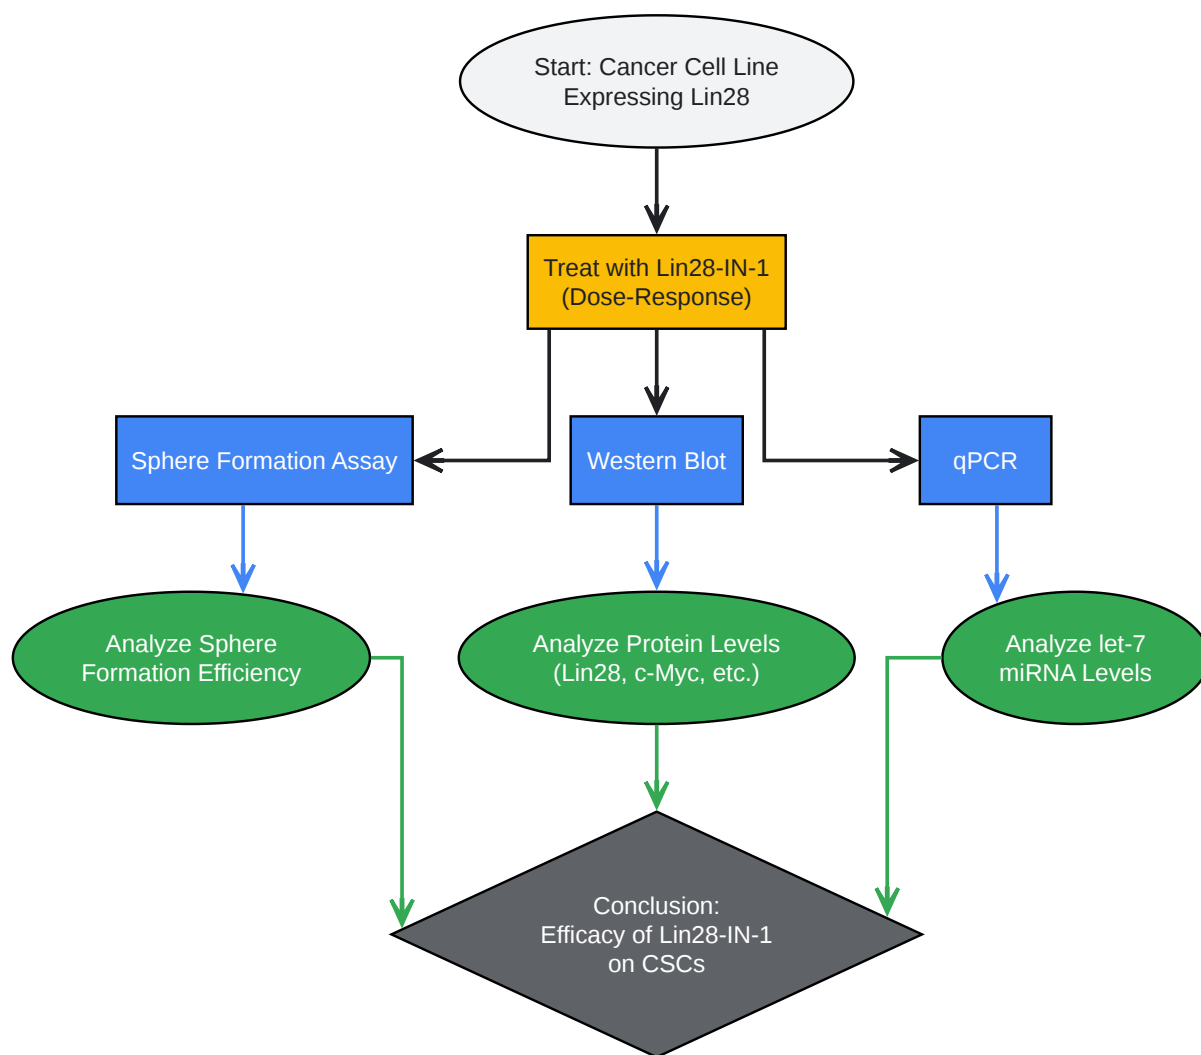 Start: Cancer Cell Line
Expressing Lin28
Treat with Lin28-IN-1
(Dose-Response)
Sphere Formation Assay
Western Blot
qPCR
Analyze Sphere
Formation Efficiency
Analyze Protein Levels
(Lin28, c-Myc, etc.)
Analyze let-7
miRNA Levels
Conclusion:
Efficacy of Lin28-IN-1
on CSCs